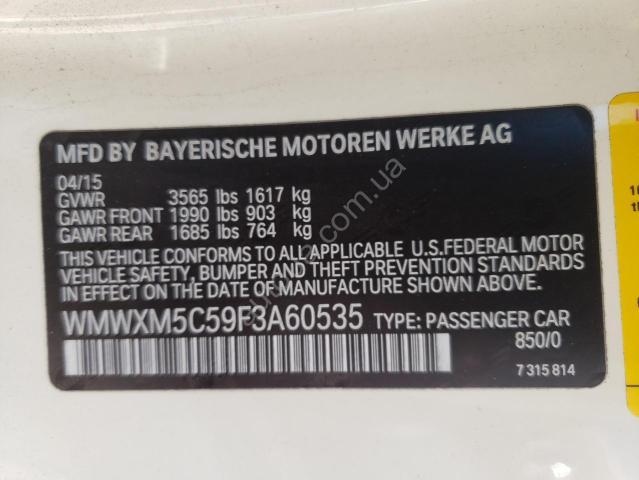 MFD BY BAYERISCHE MOTOREN WERKE AG
04/15
GVWR 3565 lbs 1617 kg
GAWR FRONT 1990 lbs 903 kg
GAWR REAR 1685 lbs 764 kg
THIS VEHICLE CONFORMS TO ALL APPLICABLE U.S.FEDERAL MOTOR
VEHICLE SAFETY, BUMPER AND THEFT PREVENTION STANDARDS
IN EFFECT ON THE DATE OF MANUFACTURE SHOWN ABOVE.
WMWXM5C59F3A60535 TYPE: PASSENGER CAR
850/0
7 315 814